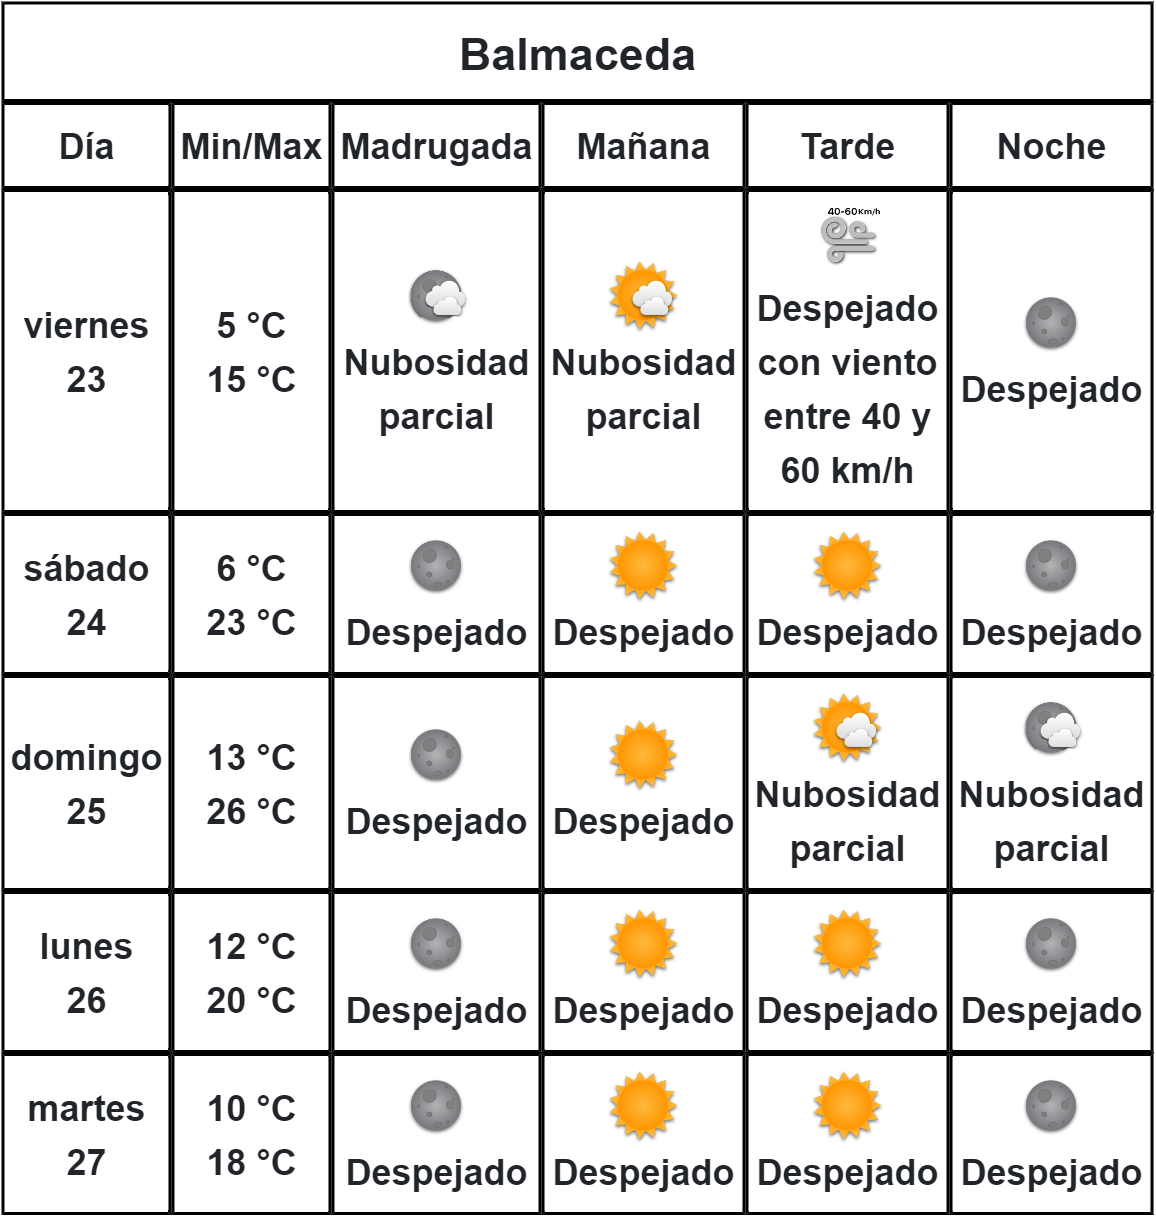 Balmaceda
Día Min/Max Madrugada Mañana Tarde Noche
viernes
23
5 °C
15 °C
Nubosidad
parcial
Nubosidad
parcial
40-60Km/h
Despejado
con viento
entre 40 y
60 km/h
Despejado
sábado
24
6 °C
23 °C
Despejado
Despejado
Despejado
Despejado
domingo
25
13 °C
26 °C
Despejado
Despejado
Nubosidad
parcial
Nubosidad
parcial
lunes
26
12 °C
20 °C
Despejado
Despejado
Despejado
Despejado
martes
27
10 °C
18 °C
Despejado
Despejado
Despejado
Despejado